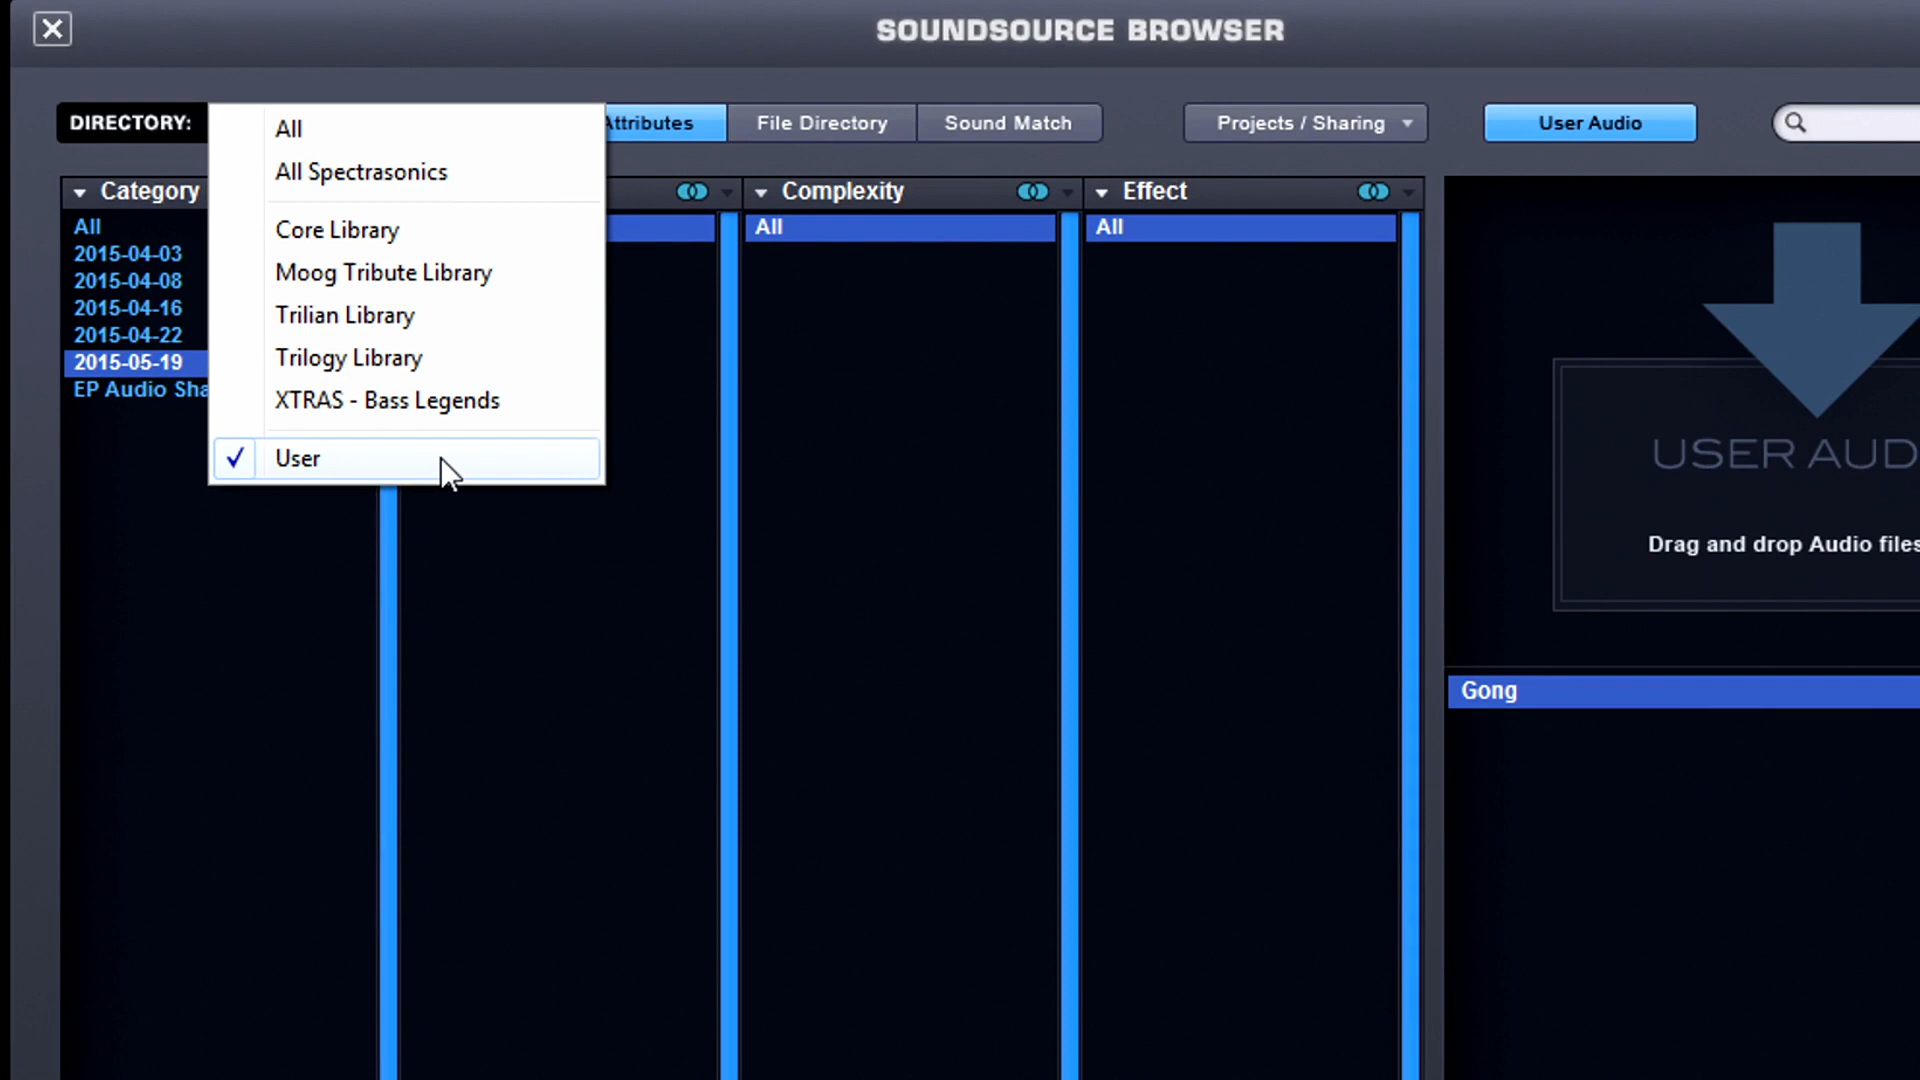 SOUNDSOURCE BROWSER
DIRECTORY:
All
All Spectrasonics
Core Library
Moog Tribute Library
Trilian Library
Trilogy Library
XTRAS - Bass Legends
User
Attributes
File Directory
Sound Match
Projects / Sharing
User Audio
Category
All
2015-04-03
2015-04-08
2015-04-16
2015-04-22
2015-05-19
EP Audio Sha
Complexity
All
Effect
All
USER AUD
Drag and drop Audio files
Gong